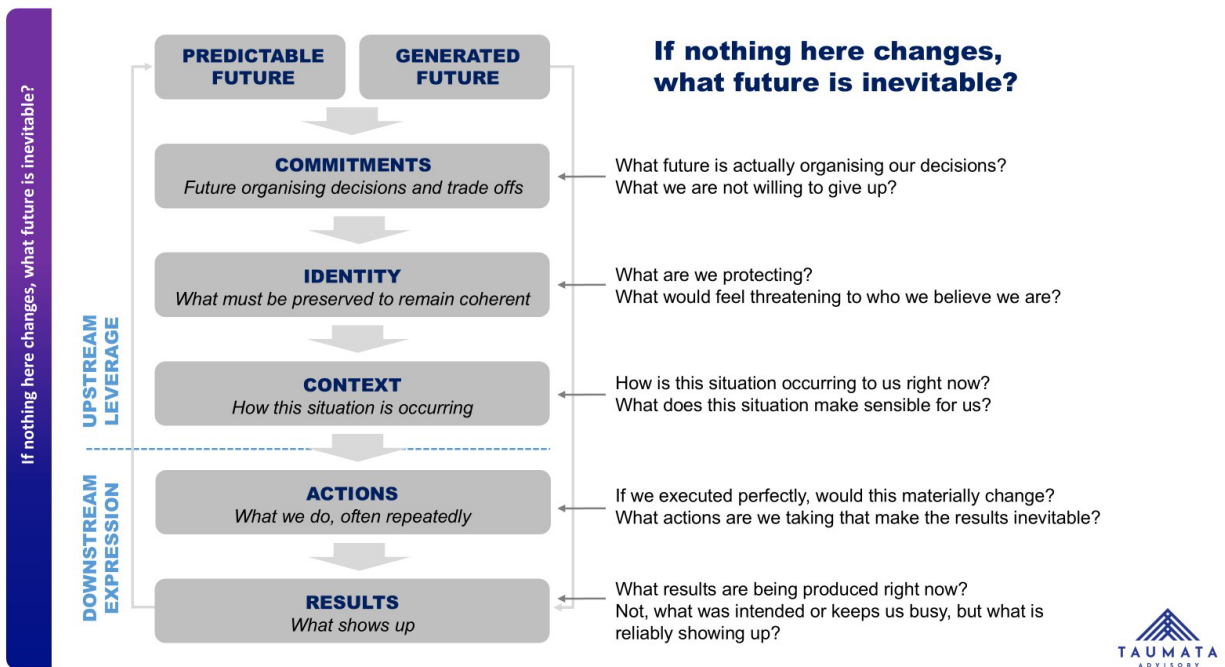 If nothing here changes, what future is inevitable?
PREDICTABLE
FUTURE
GENERATED
FUTURE
If nothing here changes,
what future is inevitable?
COMMITMENTS
Future organising decisions and trade offs
What future is actually organising our decisions?
What we are not willing to give up?
IDENTITY
What must be preserved to remain coherent
What are we protecting?
What would feel threatening to who we believe we are?
UPSTREAM
LEVERAGE
CONTEXT
How this situation is occurring
How is this situation occurring to us right now?
What does this situation make sensible for us?
DOWNSTREAM
EXPRESSION
ACTIONS
What we do, often repeatedly
If we executed perfectly, would this materially change?
What actions are we taking that make the results inevitable?
RESULTS
What shows up
What results are being produced right now?
Not, what was intended or keeps us busy, but what is
reliably showing up?
TAUMATA
ADVISORY